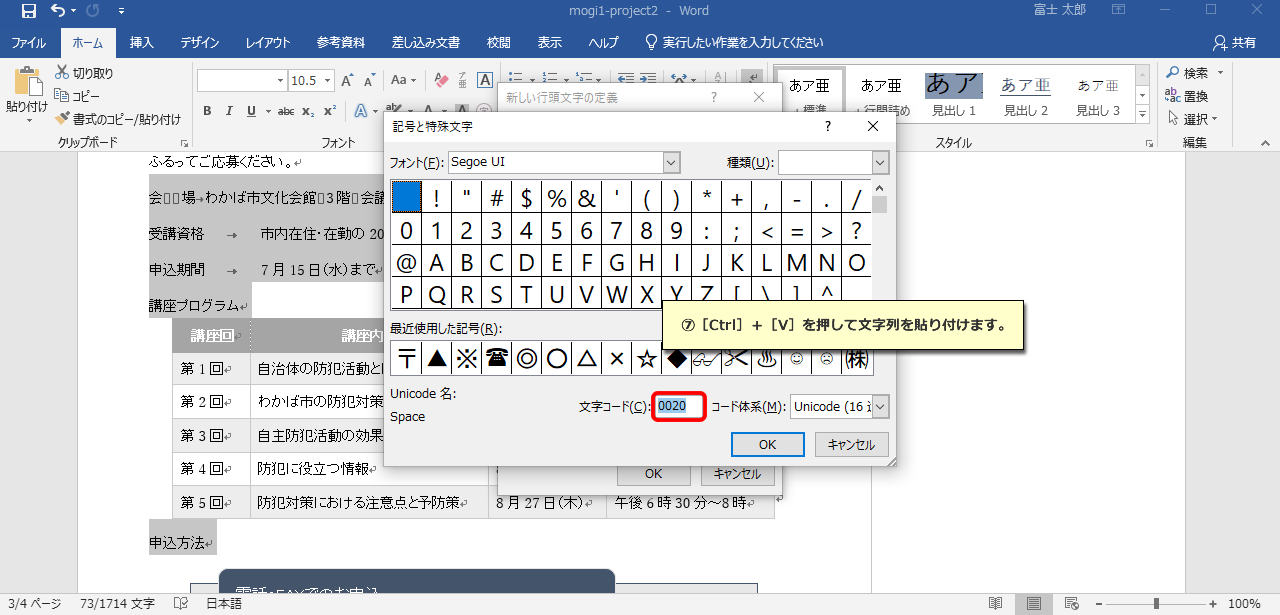 mogi1-project2 - Word
富士 太郎
ファイル ホーム 挿入 デザイン レイアウト 参考資料 差し込み文書 校閲 表示 ヘルプ 実行したい作業を入力してください 共有
貼り付け
切り取り
コピー
書式のコピー/貼り付け
クリップボード
10.5
Aa
B I U abc x₂ x²
フォント
あア亜 あア亜 あア あア亜 あア亜
標準 行間詰め 見出し 1 見出し 2 見出し 3
スタイル
検索
置換
選択
編集
新しい行頭文字の定義 ?
記号と特殊文字 ?
フォント(F): Segoe UI 種類(U):
! " # $ % & ' ( ) * + , - . /
0 1 2 3 4 5 6 7 8 9 : ; < = > ?
@ A B C D E F G H I J K L M N O
P Q R S T U V W X Y Z [ \ ] ^
⑦ [Ctrl] + [V] を押して文字列を貼り付けます。
最近使用した記号(R):
〒 ▲ ※ ☎ ◎ ○ △ × ☆ ◆ ✂ ♨ ☺ ☹ ㈱
Unicode 名:
Space
文字コード(C): 0020 コード体系(M): Unicode (16
OK キャンセル
OK キャンセル
ふるってご応募ください。
会□□場→わかば市文化会館□3階□会議
受講資格 → 市内在住・在勤の 20
申込期間 → 7 月 15 日(水)まで
講座プログラム
講座回 講座内
第 1 回 自治体の防犯活動と
第 2 回 わかば市の防犯対策
第 3 回 自主防犯活動の効果
第 4 回 防犯に役立つ情報
第 5 回 防犯対策における注意点と予防策 8 月 27 日(木) 午後 6 時 30 分～8 時
申込方法
電話・FAXでのお申込
3/4 ページ 73/1714 文字 日本語 100%